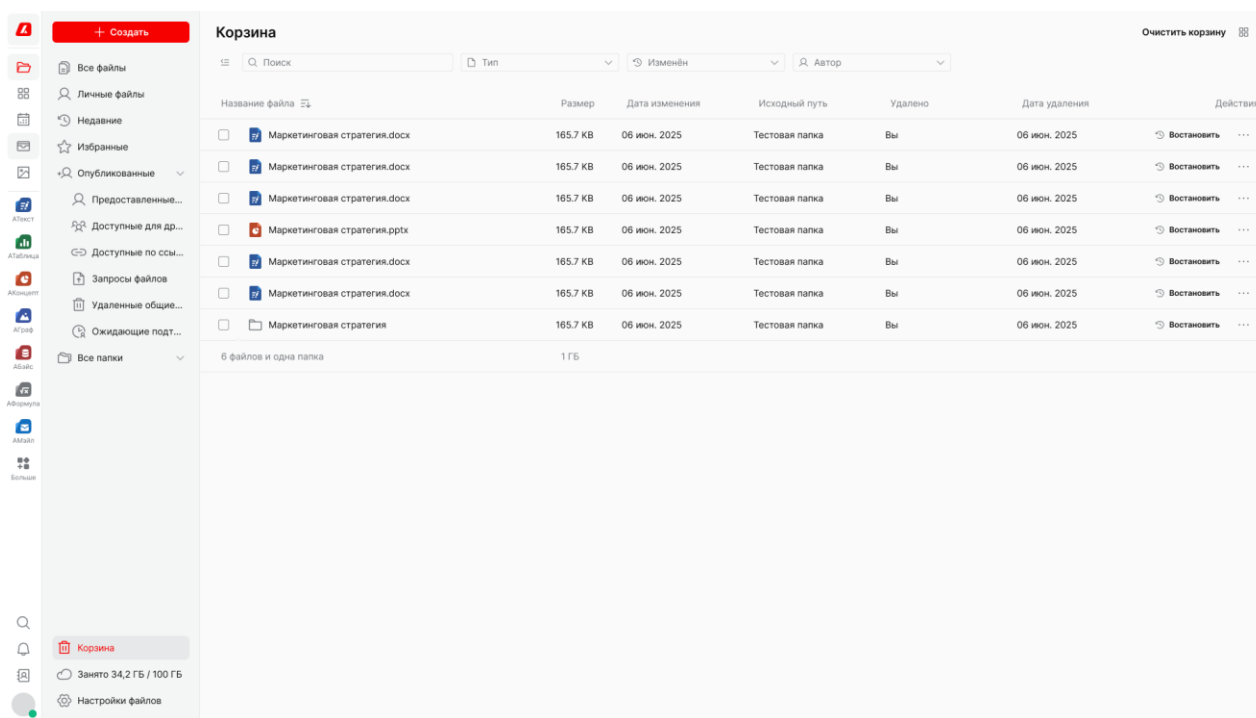 + Создать
Все файлы
Личные файлы
Недавние
Избранные
Опубликованные
Предоставленные...
Доступные для др...
Доступные по ссы...
Запросы файлов
Удаленные общие...
Ожидающие подт...
Все папки
АТекст
АТаблица
АКонцепт
АГраф
АБэйс
АФормула
АМэйл
Больше
Корзина
Занято 34,2 ГБ / 100 ГБ
Настройки файлов
Корзина
Очистить корзину
Поиск
Тип
Изменён
Автор
Название файла Размер Дата изменения Исходный путь Удалено Дата удаления Действия
Маркетинговая стратегия.docx 165.7 KB 06 июн. 2025 Тестовая папка Вы 06 июн. 2025 Востановить ...
Маркетинговая стратегия.docx 165.7 KB 06 июн. 2025 Тестовая папка Вы 06 июн. 2025 Востановить ...
Маркетинговая стратегия.docx 165.7 KB 06 июн. 2025 Тестовая папка Вы 06 июн. 2025 Востановить ...
Маркетинговая стратегия.pptx 165.7 KB 06 июн. 2025 Тестовая папка Вы 06 июн. 2025 Востановить ...
Маркетинговая стратегия.docx 165.7 KB 06 июн. 2025 Тестовая папка Вы 06 июн. 2025 Востановить ...
Маркетинговая стратегия.docx 165.7 KB 06 июн. 2025 Тестовая папка Вы 06 июн. 2025 Востановить ...
Маркетинговая стратегия 165.7 KB 06 июн. 2025 Тестовая папка Вы 06 июн. 2025 Востановить ...
6 файлов и одна папка 1 ГБ